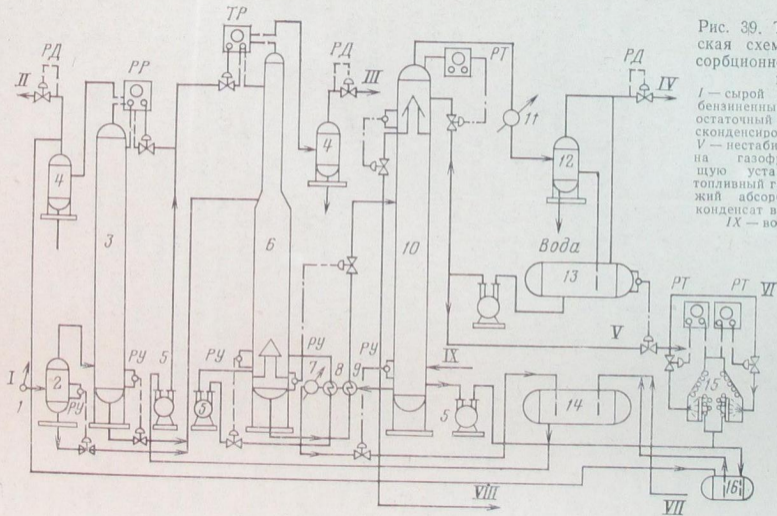 Рис. 39. Т
ская схем
сорбционн
I — сырой
бензиненны
остаточный
сконденсиро
V — нестаби
на газофр
щую уста
топливный г
жий абсор
конденсат в
IX — во
ТР
РД
РД
РД
II
РР
III
РТ
IV
11
4
4
12
3
6
10
Вода
13
РТ
РТ
VI
V
РУ
5
РУ
РУ
7
8
9
РУ
IX
I
2
РУ
1
5
5
14
15
VIII
VII
16